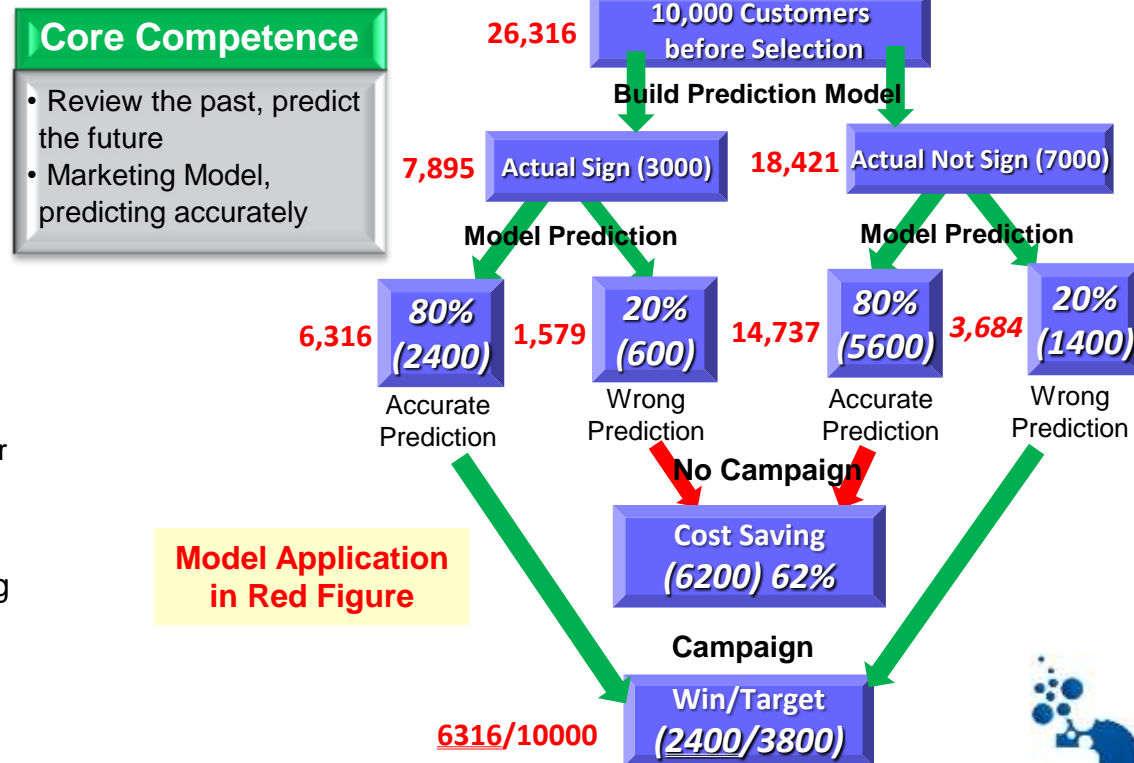 Core Competence
• Review the past, predict
the future
• Marketing Model,
predicting accurately
26,316
10,000 Customers
before Selection
Build Prediction Model
7,895
Actual Sign (3000)
18,421
Actual Not Sign (7000)
Model Prediction
Model Prediction
6,316
80%
(2400)
1,579
20%
(600)
14,737
80%
(5600)
3,684
20%
(1400)
Accurate
Prediction
Wrong
Prediction
Accurate
Prediction
Wrong
Prediction
r
No Campaign
Cost Saving
(6200) 62%
Model Application
in Red Figure
g
Campaign
6316/10000
Win/Target
(2400/3800)